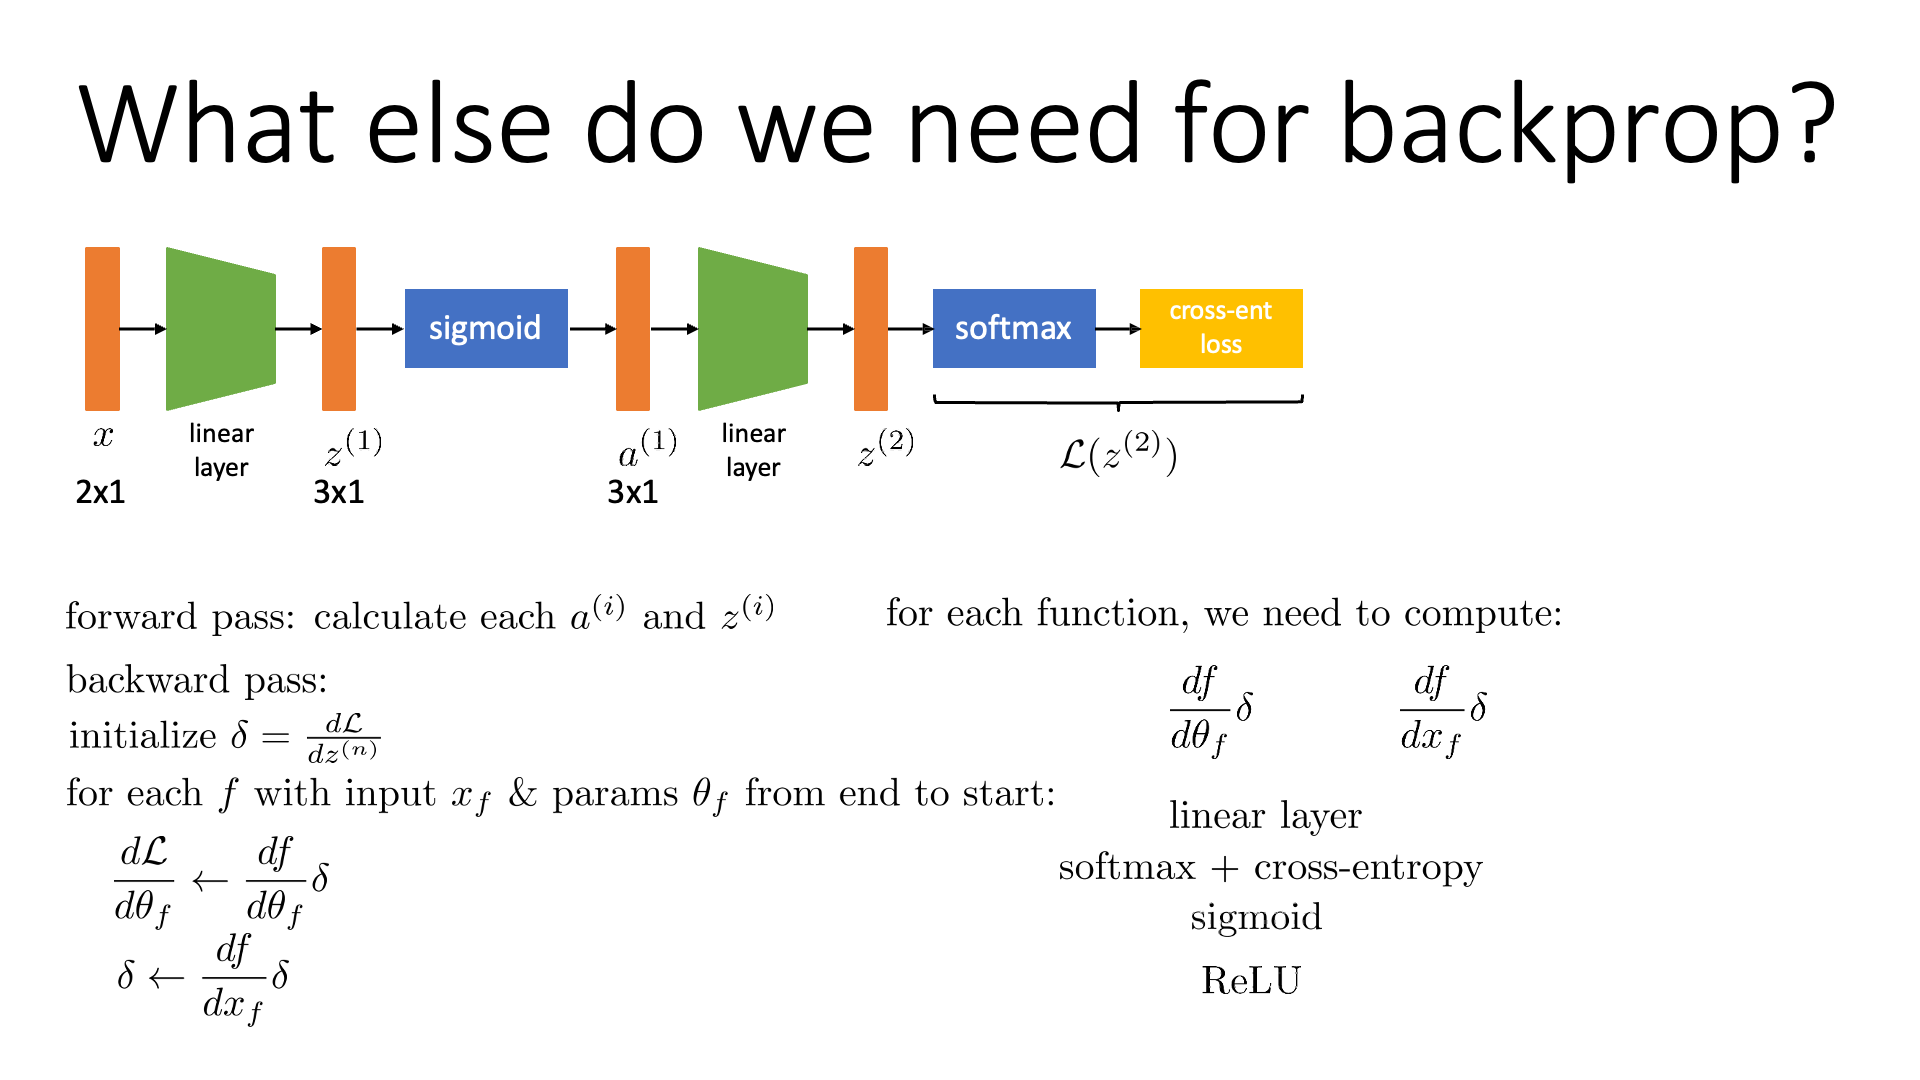 What else do we need for backprop?
sigmoid
softmax
cross-ent
loss
x
linear
layer
z^{(1)}
a^{(1)}
linear
layer
z^{(2)}
\mathcal{L}(z^{(2)})
2x1
3x1
3x1
forward pass: calculate each a^{(i)} and z^{(i)}
backward pass:
initialize \delta = \frac{d\mathcal{L}}{dz^{(n)}}
for each f with input x_f & params \theta_f from end to start:
\frac{d\mathcal{L}}{d\theta_f} \leftarrow \frac{df}{d\theta_f}\delta
\delta \leftarrow \frac{df}{dx_f}\delta
for each function, we need to compute:
\frac{df}{d\theta_f}\delta \frac{df}{dx_f}\delta
linear layer
softmax + cross-entropy
sigmoid
ReLU